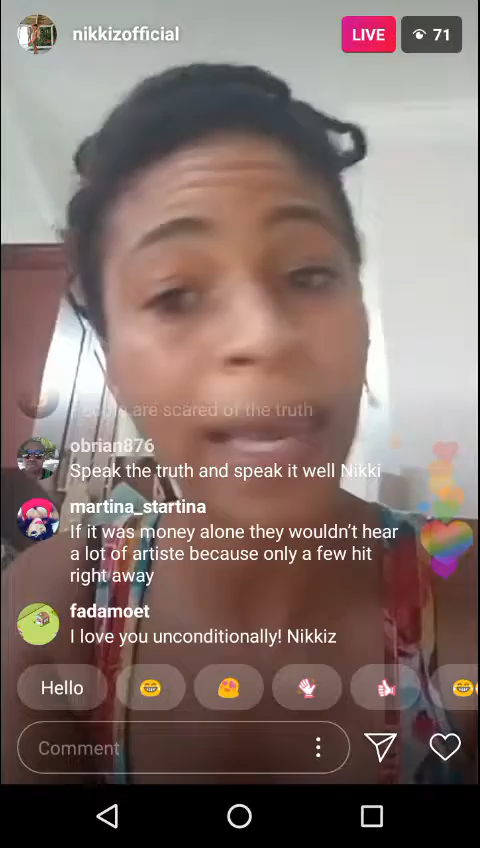 nikkizofficial
LIVE
71
People are scared of the truth
obrian876
Speak the truth and speak it well Nikki
martina_startina
If it was money alone they wouldn't hear
a lot of artiste because only a few hit
right away
fadamoet
I love you unconditionally! Nikkiz
Hello
Comment